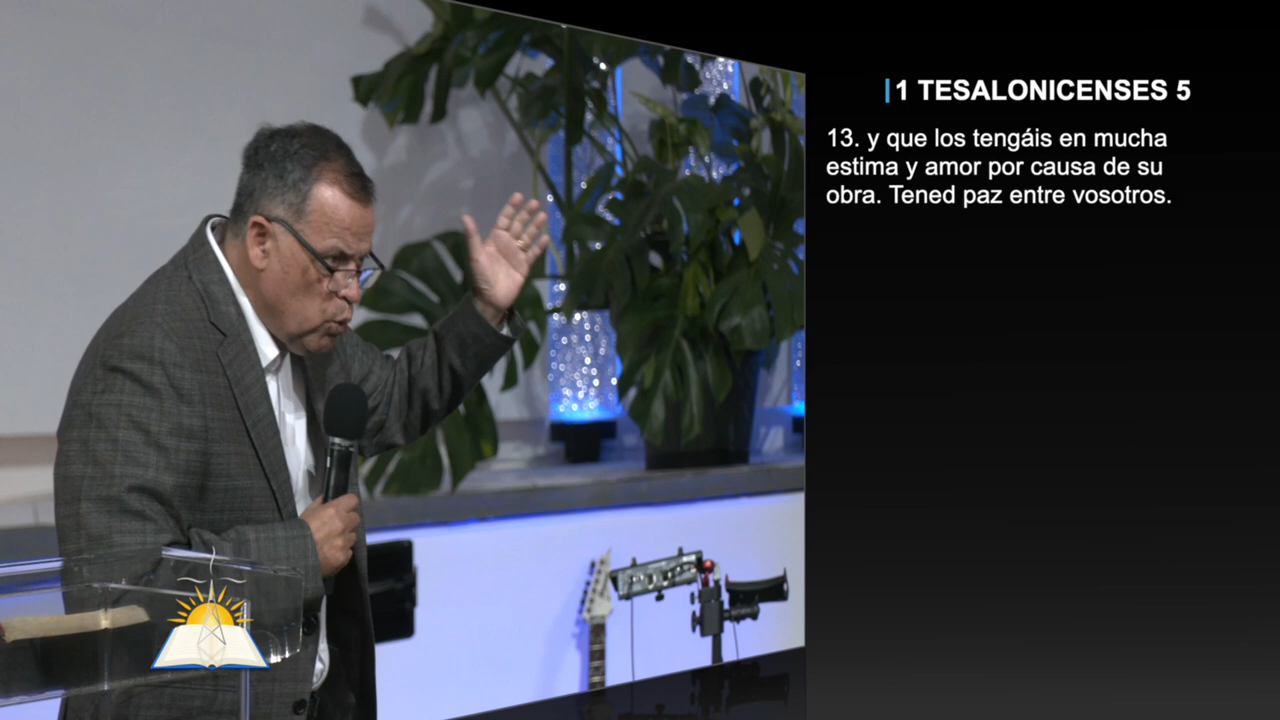 1 TESALONICENSES 5
13. y que los tengáis en mucha
estima y amor por causa de su
obra. Tened paz entre vosotros.